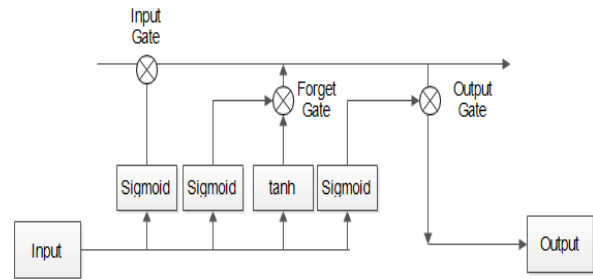 Input
Gate
Forget
Gate
Output
Gate
Sigmoid
Sigmoid
tanh
Sigmoid
Input
Output